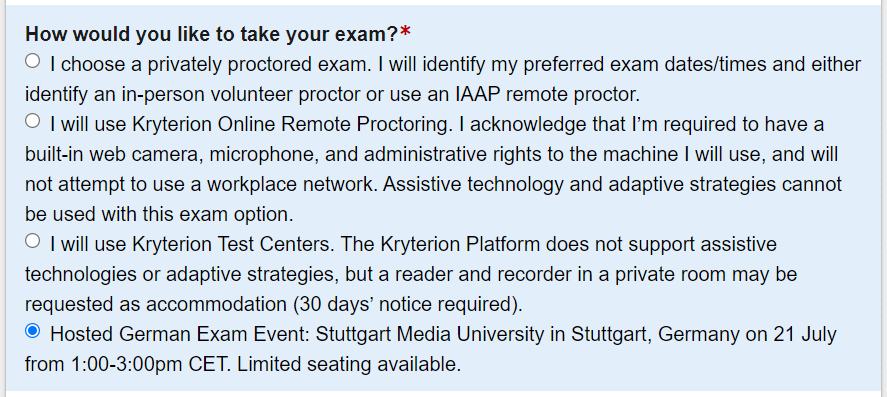 How would you like to take your exam?*
I choose a privately proctored exam. I will identify my preferred exam dates/times and either
identify an in-person volunteer proctor or use an IAAP remote proctor.
I will use Kryterion Online Remote Proctoring. I acknowledge that I’m required to have a
built-in web camera, microphone, and administrative rights to the machine I will use, and will
not attempt to use a workplace network. Assistive technology and adaptive strategies cannot
be used with this exam option.
I will use Kryterion Test Centers. The Kryterion Platform does not support assistive
technologies or adaptive strategies, but a reader and recorder in a private room may be
requested as accommodation (30 days’ notice required).
Hosted German Exam Event: Stuttgart Media University in Stuttgart, Germany on 21 July
from 1:00-3:00pm CET. Limited seating available.